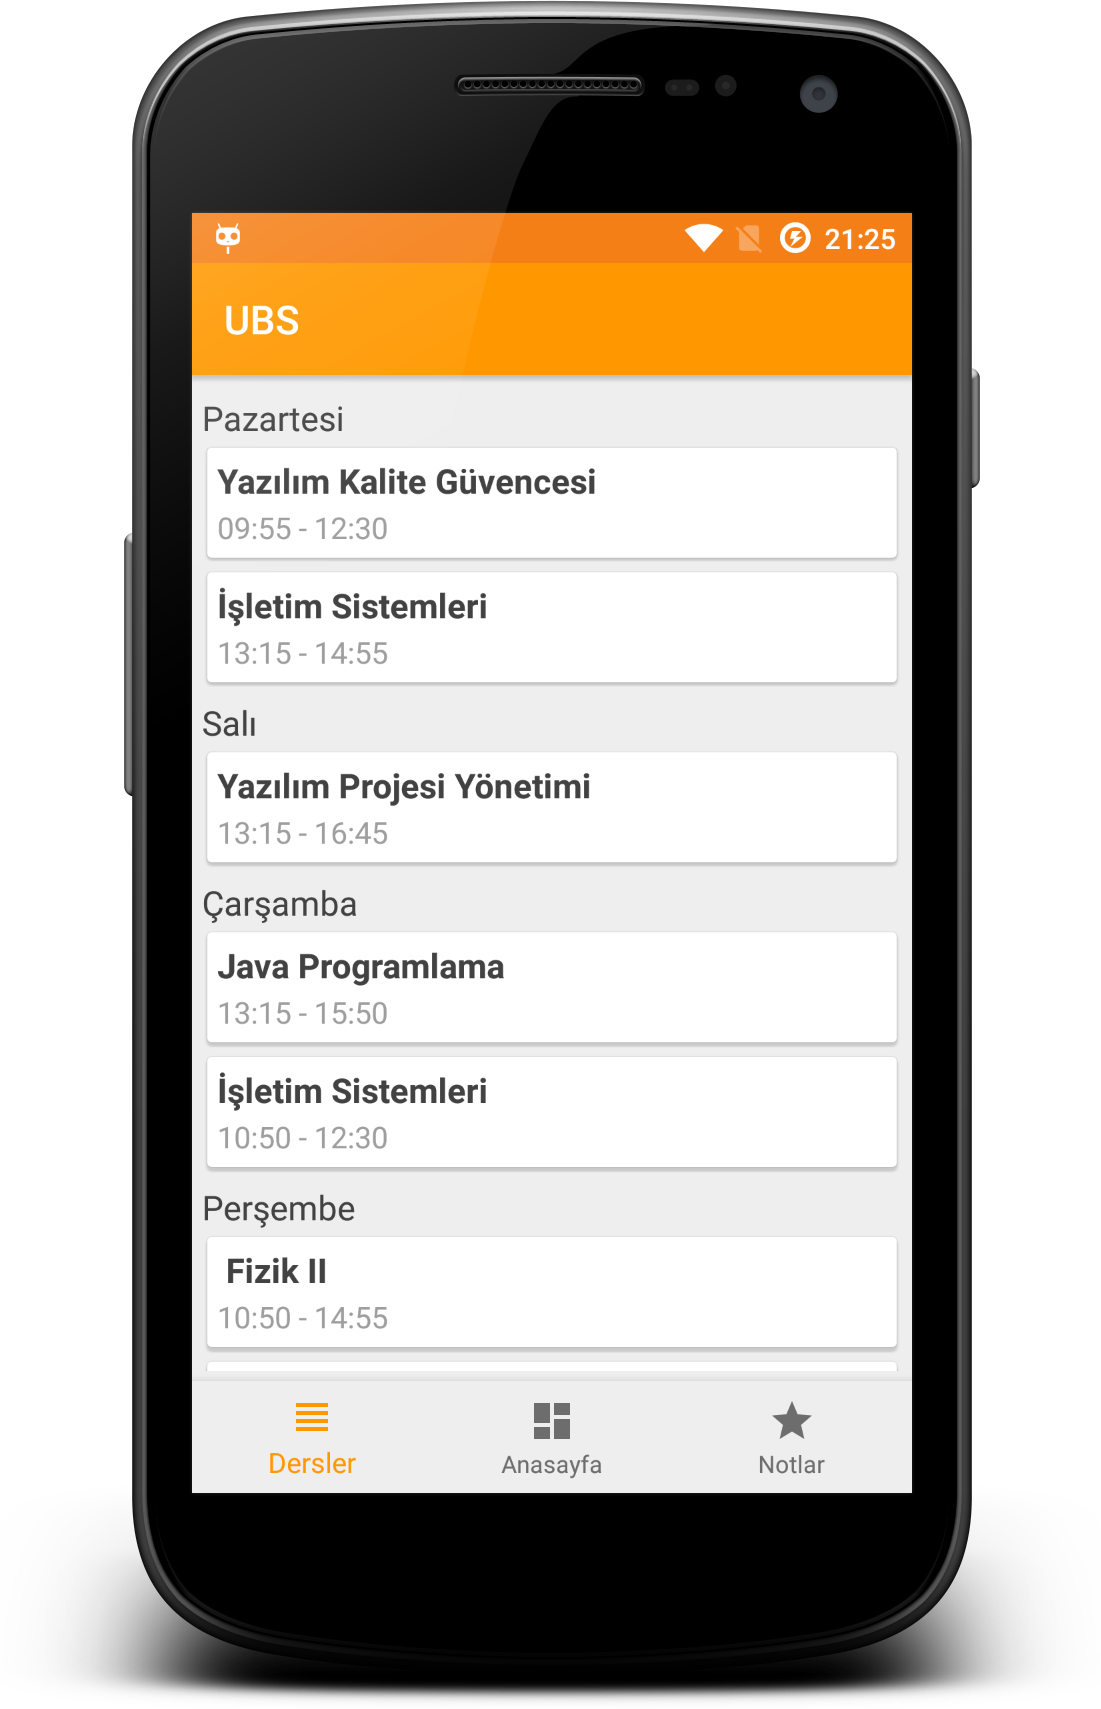 21:25
UBS
Pazartesi
Yazılım Kalite Güvencesi
09:55 - 12:30
İşletim Sistemleri
13:15 - 14:55
Salı
Yazılım Projesi Yönetimi
13:15 - 16:45
Çarşamba
Java Programlama
13:15 - 15:50
İşletim Sistemleri
10:50 - 12:30
Perşembe
Fizik II
10:50 - 14:55
Dersler
Anasayfa
Notlar